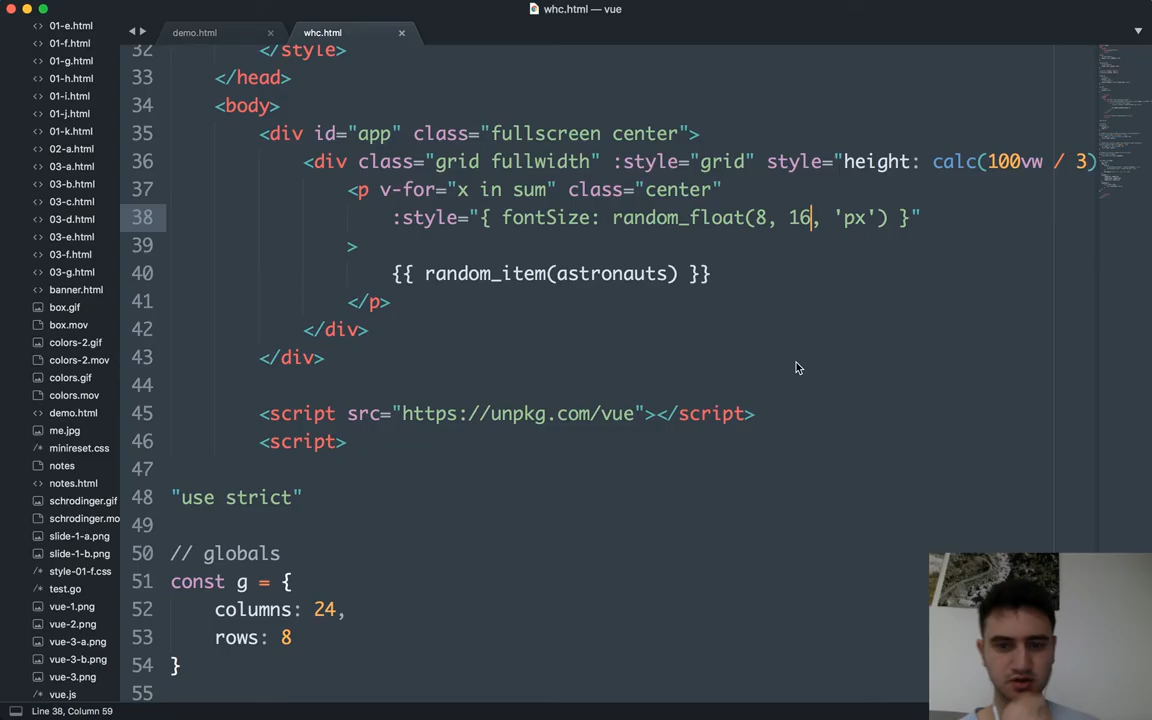 whc.html — vue
demo.html
whc.html
01-e.html
01-f.html
01-g.html
01-h.html
01-i.html
01-j.html
01-k.html
02-a.html
03-a.html
03-b.html
03-c.html
03-d.html
03-e.html
03-f.html
03-g.html
banner.html
box.gif
box.mov
colors-2.gif
colors-2.mov
colors.gif
colors.mov
demo.html
me.jpg
minireset.css
notes
notes.html
schrodinger.gif
schrodinger.mo
slide-1-a.png
slide-1-b.png
style-01-f.css
test.go
vue-1.png
vue-2.png
vue-3-a.png
vue-3-b.png
vue-3.png
vue.js
32 </style>
33 </head>
34 <body>
35 <div id="app" class="fullscreen center">
36 <div class="grid fullwidth" :style="grid" style="height: calc(100vw / 3)
37 <p v-for="x in sum" class="center"
38 :style="{ fontSize: random_float(8, 16, 'px') }"
39 >
40 {{ random_item(astronauts) }}
41 </p>
42 </div>
43 </div>
44
45 <script src="https://unpkg.com/vue"></script>
46 <script>
47
48 "use strict"
49
50 // globals
51 const g = {
52 columns: 24,
53 rows: 8
54 }
55
Line 38, Column 59